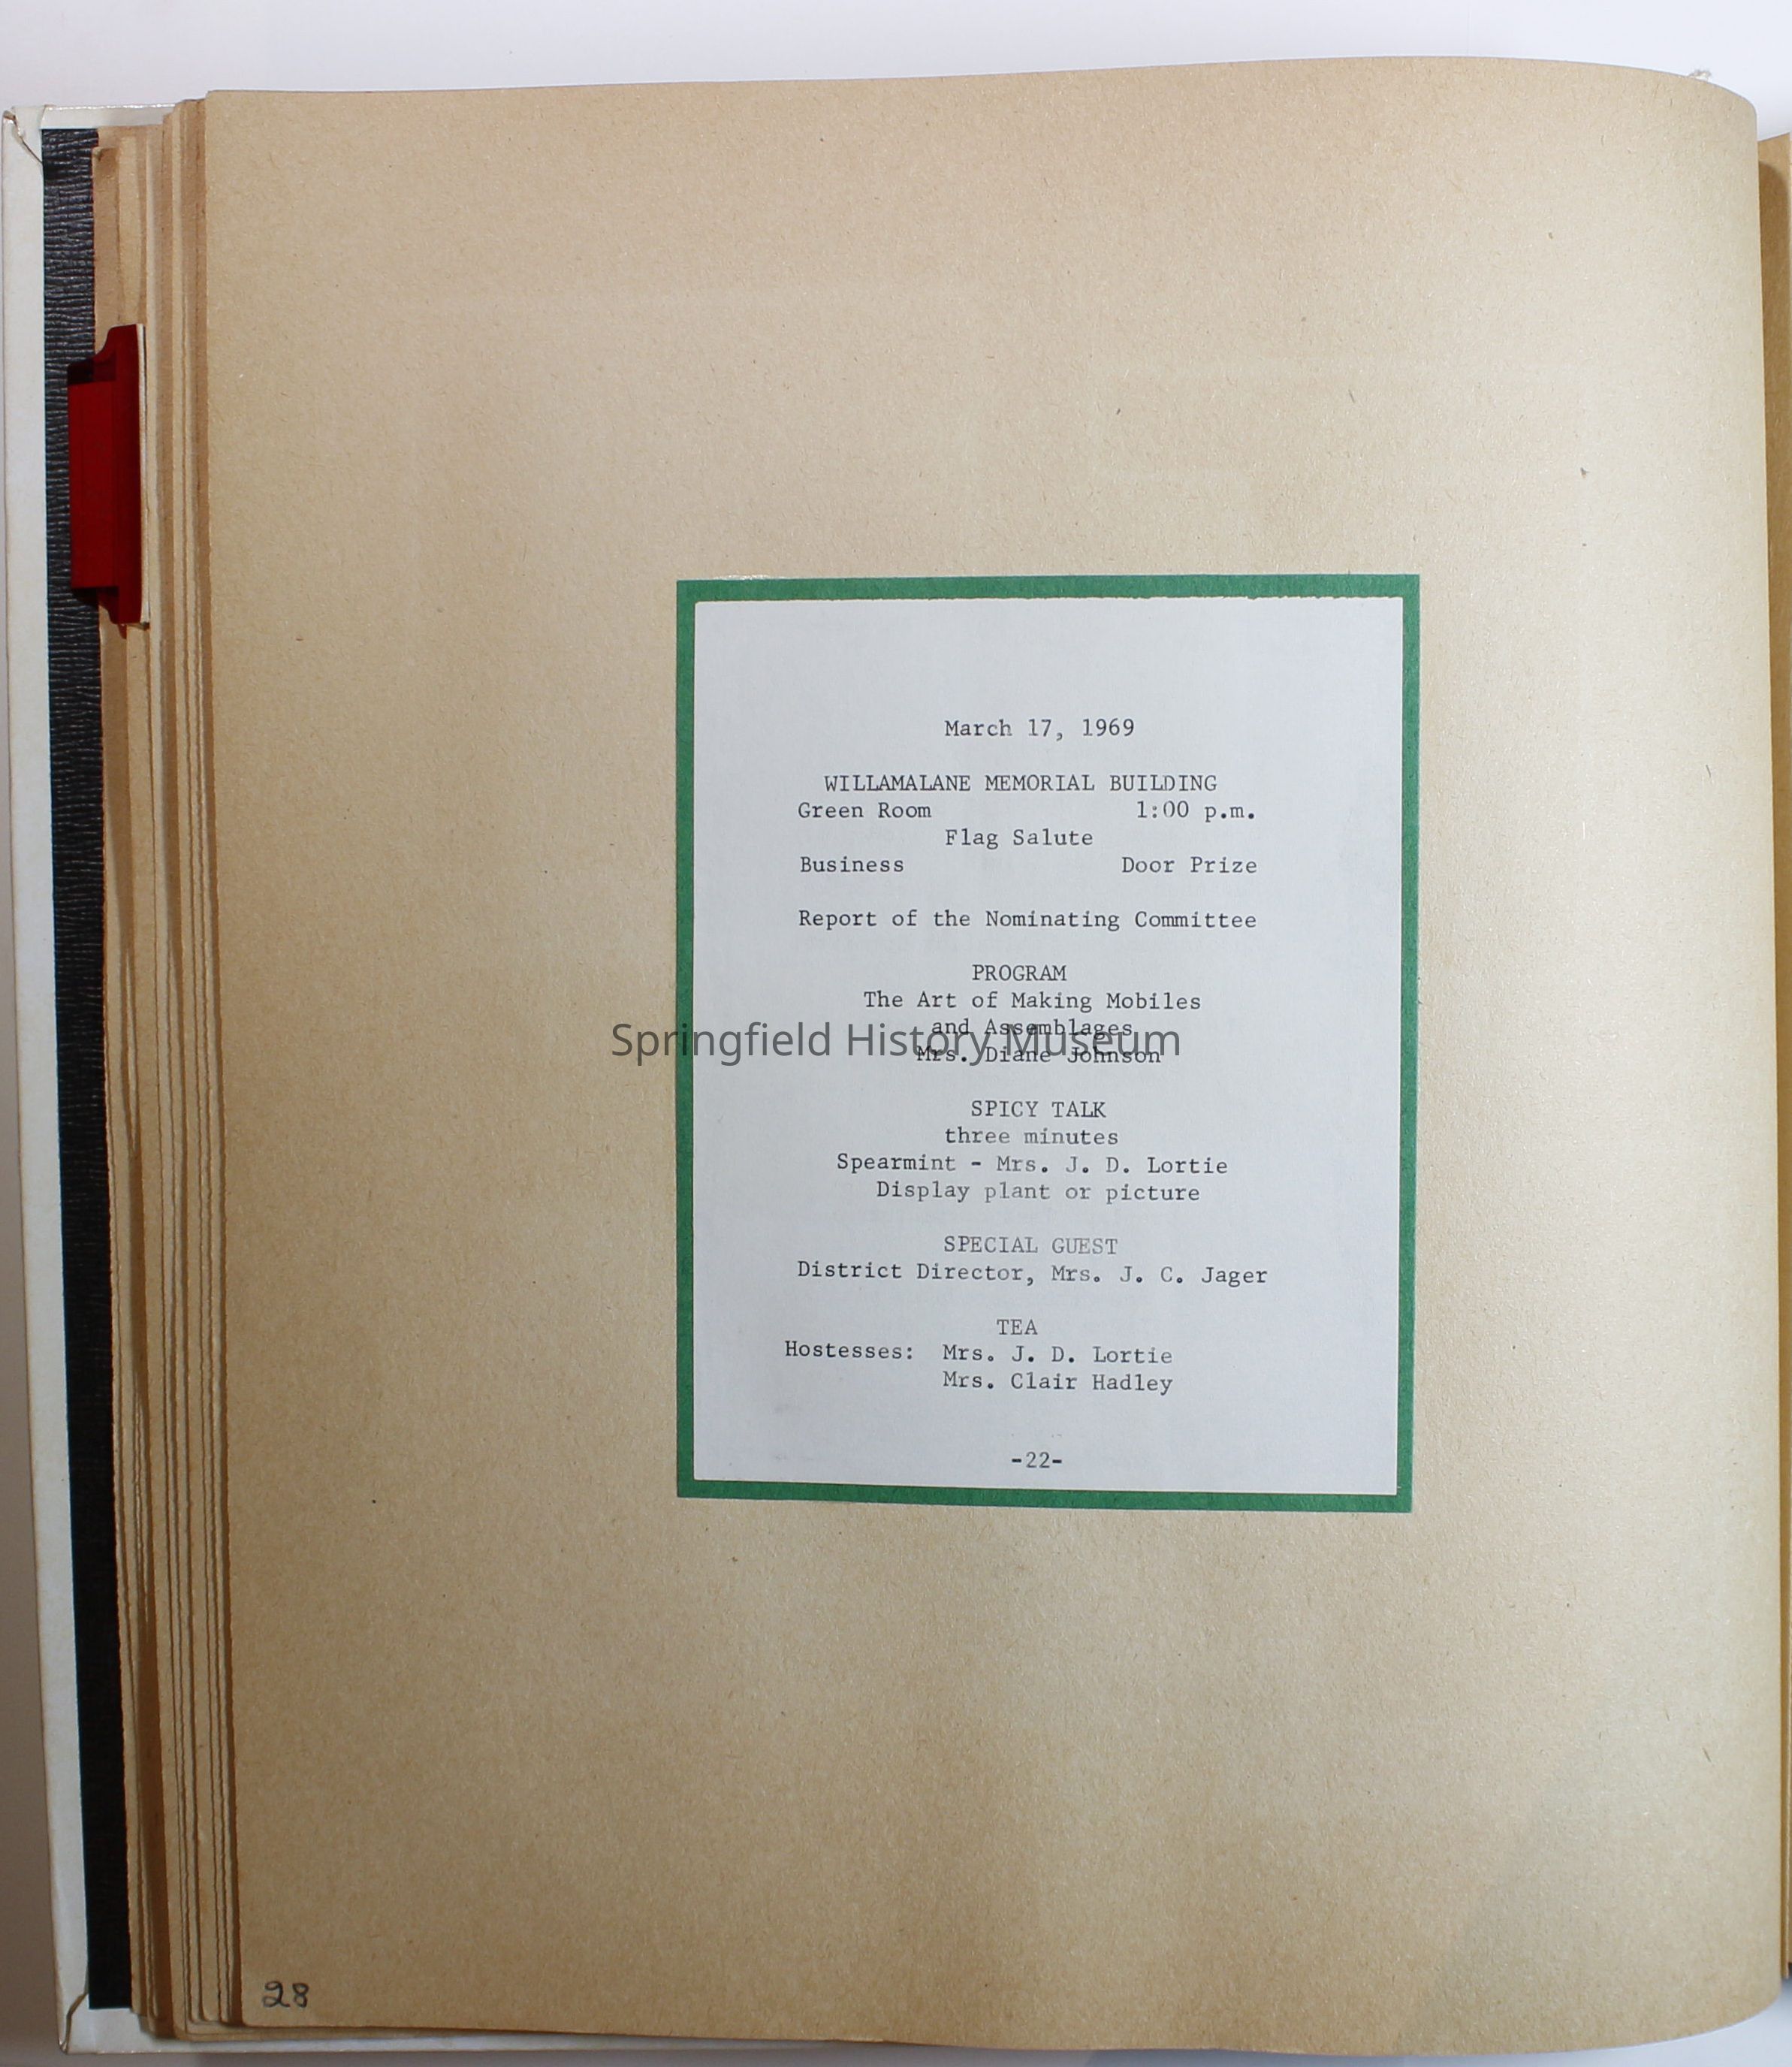 March 17, 1969
WILLAMALANE MEMORIAL BUILDING
Green Room 1:00 p.m.
Flag Salute
Business Door Prize
Report of the Nominating Committee
PROGRAM
The Art of Making Mobiles
and Assemblages
Springfield History Museum
Mrs. Diane Johnson
SPICY TALK
three minutes
Spearmint - Mrs. J. D. Lortie
Display plant or picture
SPECIAL GUEST
District Director, Mrs. J. C. Jager
TEA
Hostesses: Mrs. J. D. Lortie
Mrs. Clair Hadley
-22-
28